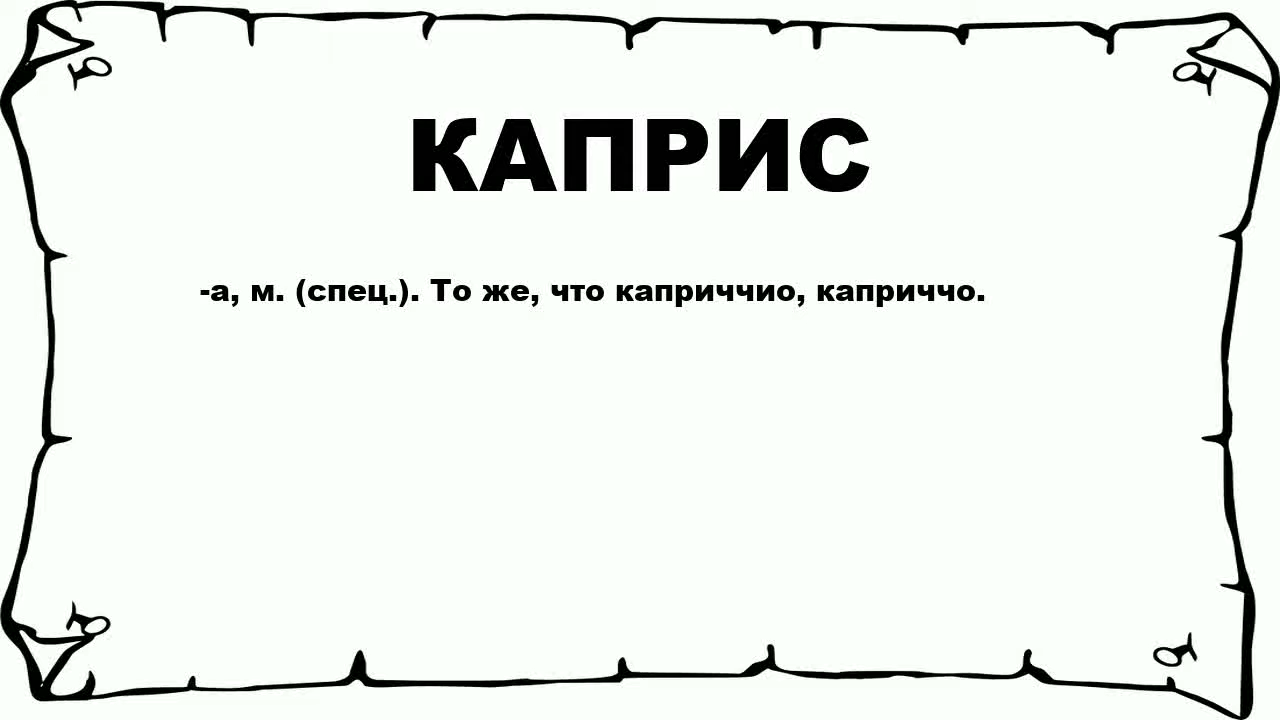 КАПРИС
-а, м. (спец.). То же, что каприччио, каприччо.